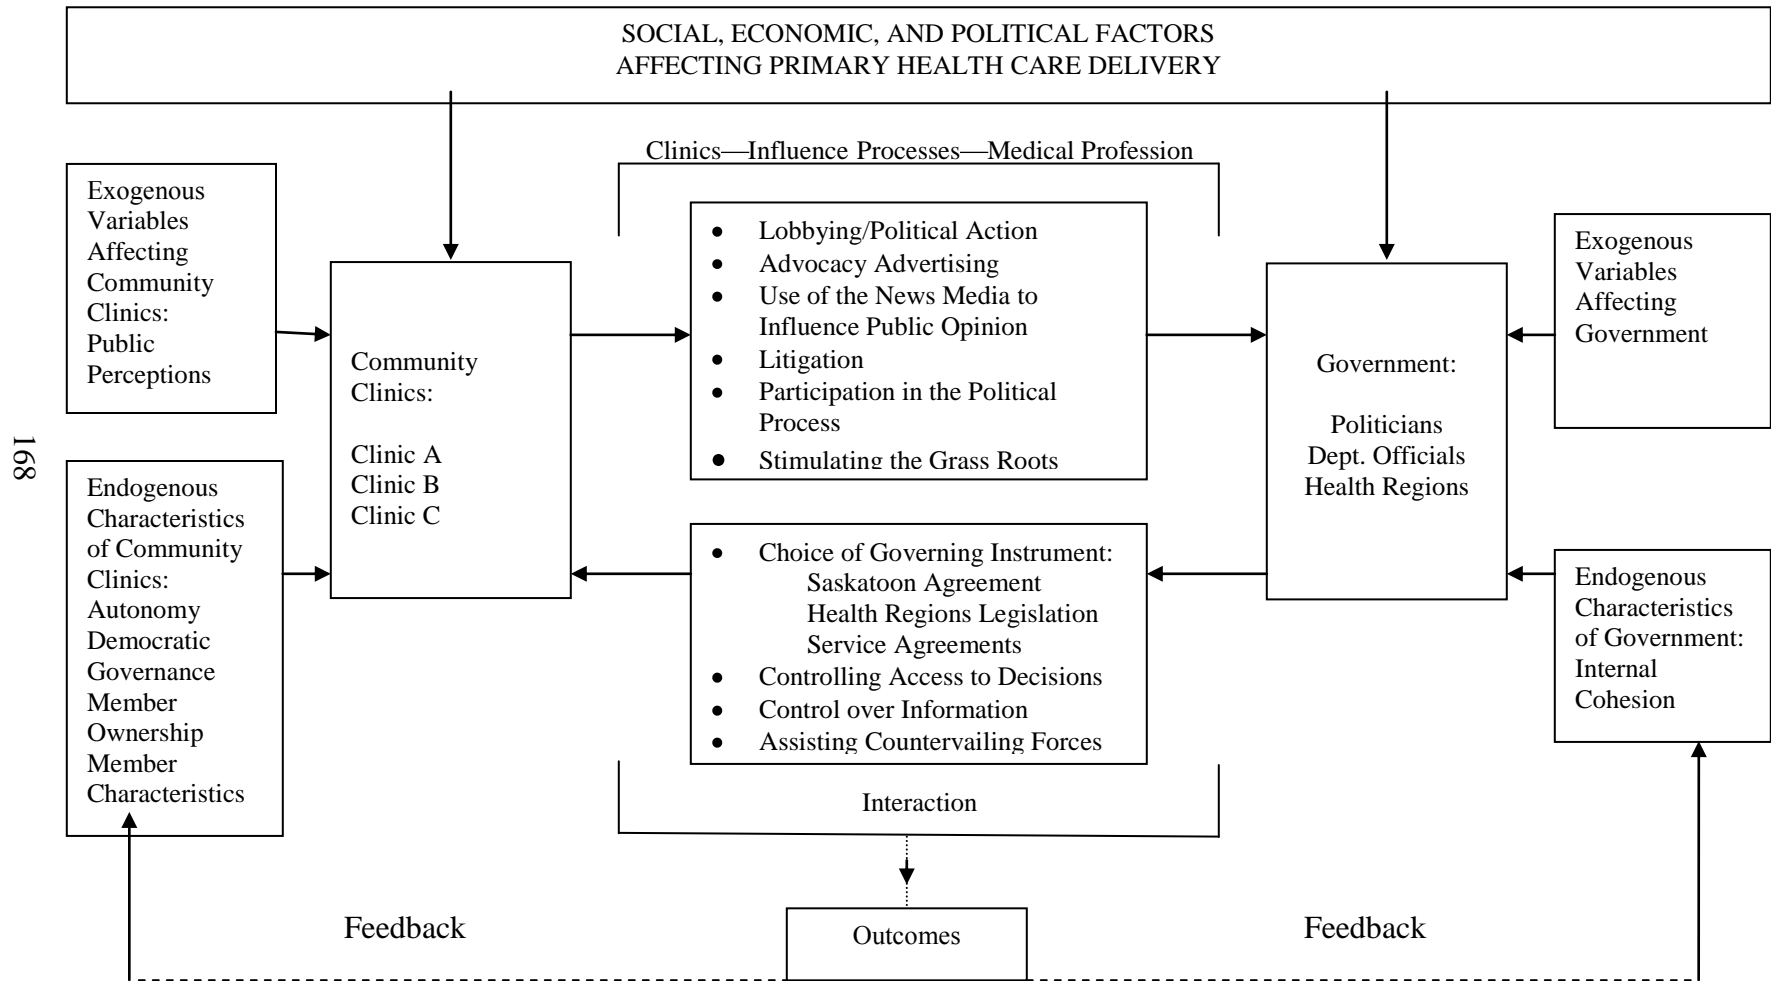 SOCIAL, ECONOMIC, AND POLITICAL FACTORS
AFFECTING PRIMARY HEALTH CARE DELIVERY
Clinics—Influence Processes—Medical Profession
Exogenous
Variables
Affecting
Community
Clinics:
Public
Perceptions
Endogenous
Characteristics
of Community
Clinics:
Autonomy
Democratic
Governance
Member
Ownership
Member
Characteristics
Community
Clinics:
Clinic A
Clinic B
Clinic C
● Lobbying/Political Action
● Advocacy Advertising
● Use of the News Media to
Influence Public Opinion
● Litigation
● Participation in the Political
Process
● Stimulating the Grass Roots
● Choice of Governing Instrument:
Saskatoon Agreement
Health Regions Legislation
Service Agreements
● Controlling Access to Decisions
● Control over Information
● Assisting Countervailing Forces
Interaction
Government:
Politicians
Dept. Officials
Health Regions
Exogenous
Variables
Affecting
Government
Endogenous
Characteristics
of Government:
Internal
Cohesion
Feedback
Outcomes
Feedback
168